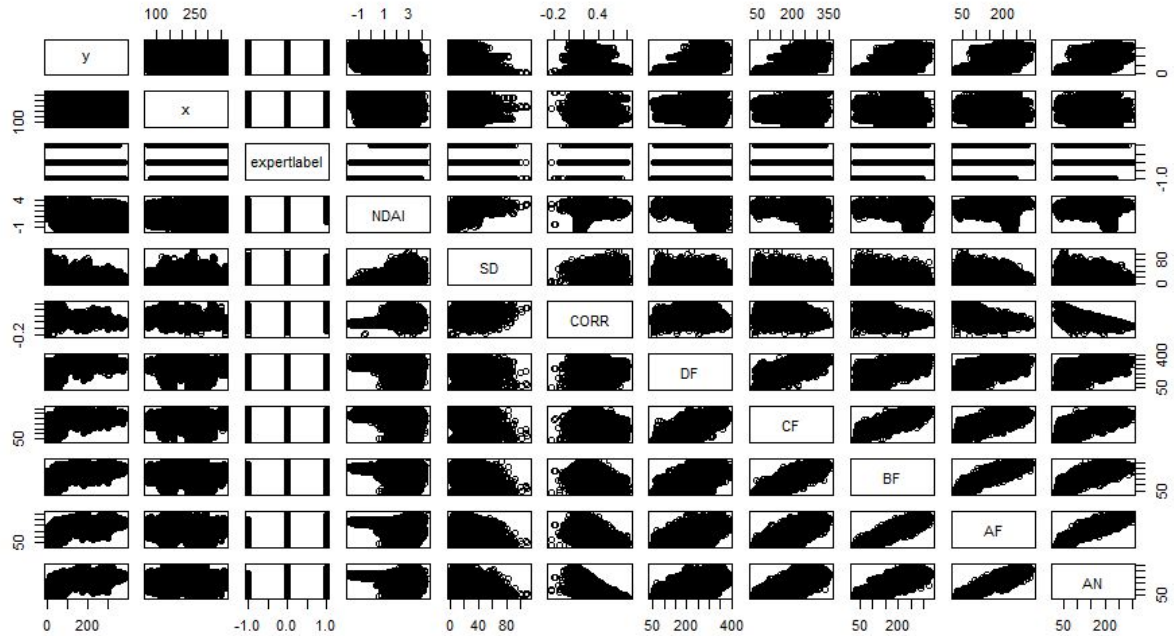 100 250 -1 1 3 -0.2 0.4 50 200 350 50 200
y 0
100 x
expertlabel -1.0
-1 4 NDAI
SD 0 80
-0.2 CORR
DF 50 400
50 CF
BF 50
50 AF
AN 50
0 200 -1.0 0.0 1.0 0 40 80 50 200 400 50 200